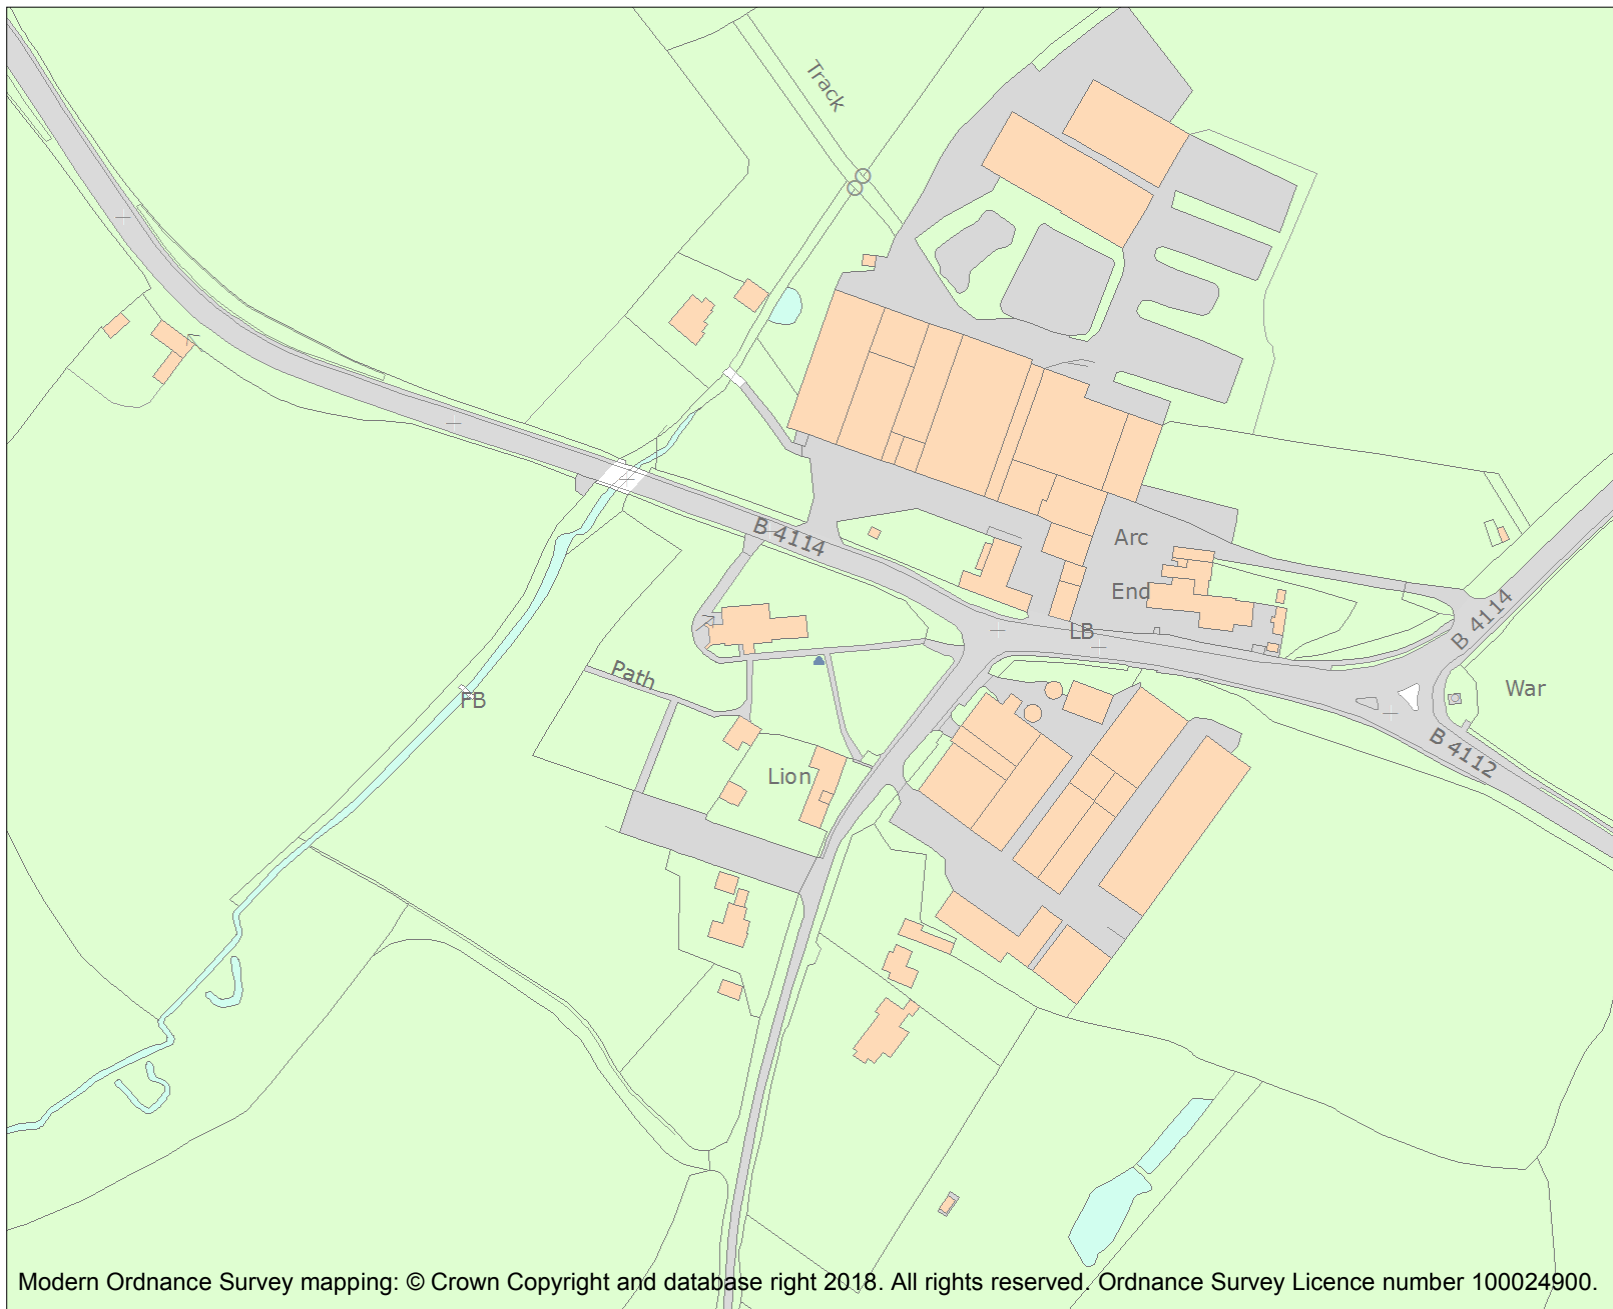 Track
B 4114
Arc
End
LB
B 4114
Path
FB
War
B 4112
Lion
Modern Ordnance Survey mapping: © Crown Copyright and database right 2018. All rights reserved. Ordnance Survey Licence number 100024900.